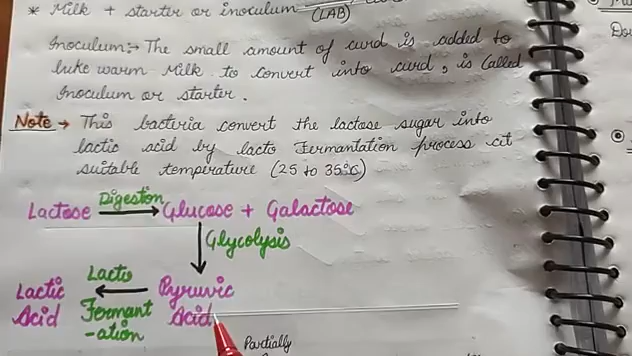 * Milk + starter or inoculum
(LAB)
Inoculum:- The small amount of curd is added to
luke warm Milk to convert into curd, is Called
Inoculum or starter.
Note → This bacteria convert the lactose sugar into
lactic acid by lacto Fermantation process at
suitable temperature (25 to 35°C)
Lactose Digestion → Glucose + Galactose
↓ Glycolysis
Lactic Acid ← Lacto Fermant-ation Pyruvic Acid
Partially
Do